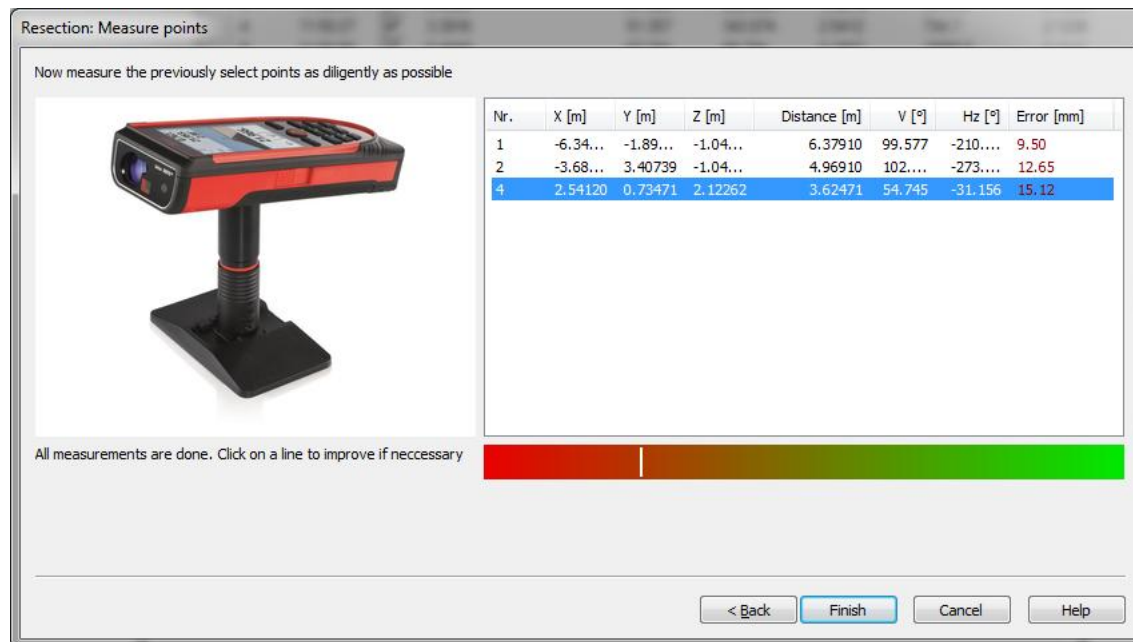 Resection: Measure points
Now measure the previously select points as diligently as possible
Nr. X [m] Y [m] Z [m] Distance [m] V [°] Hz [°] Error [mm]
1 -6.34... -1.89... -1.04... 6.37910 99.577 -210.... 9.50
2 -3.68... 3.40739 -1.04... 4.96910 102.... -273.... 12.65
4 2.54120 0.73471 2.12262 3.62471 54.745 -31.156 15.12
All measurements are done. Click on a line to improve if neccessary
< Back Finish Cancel Help